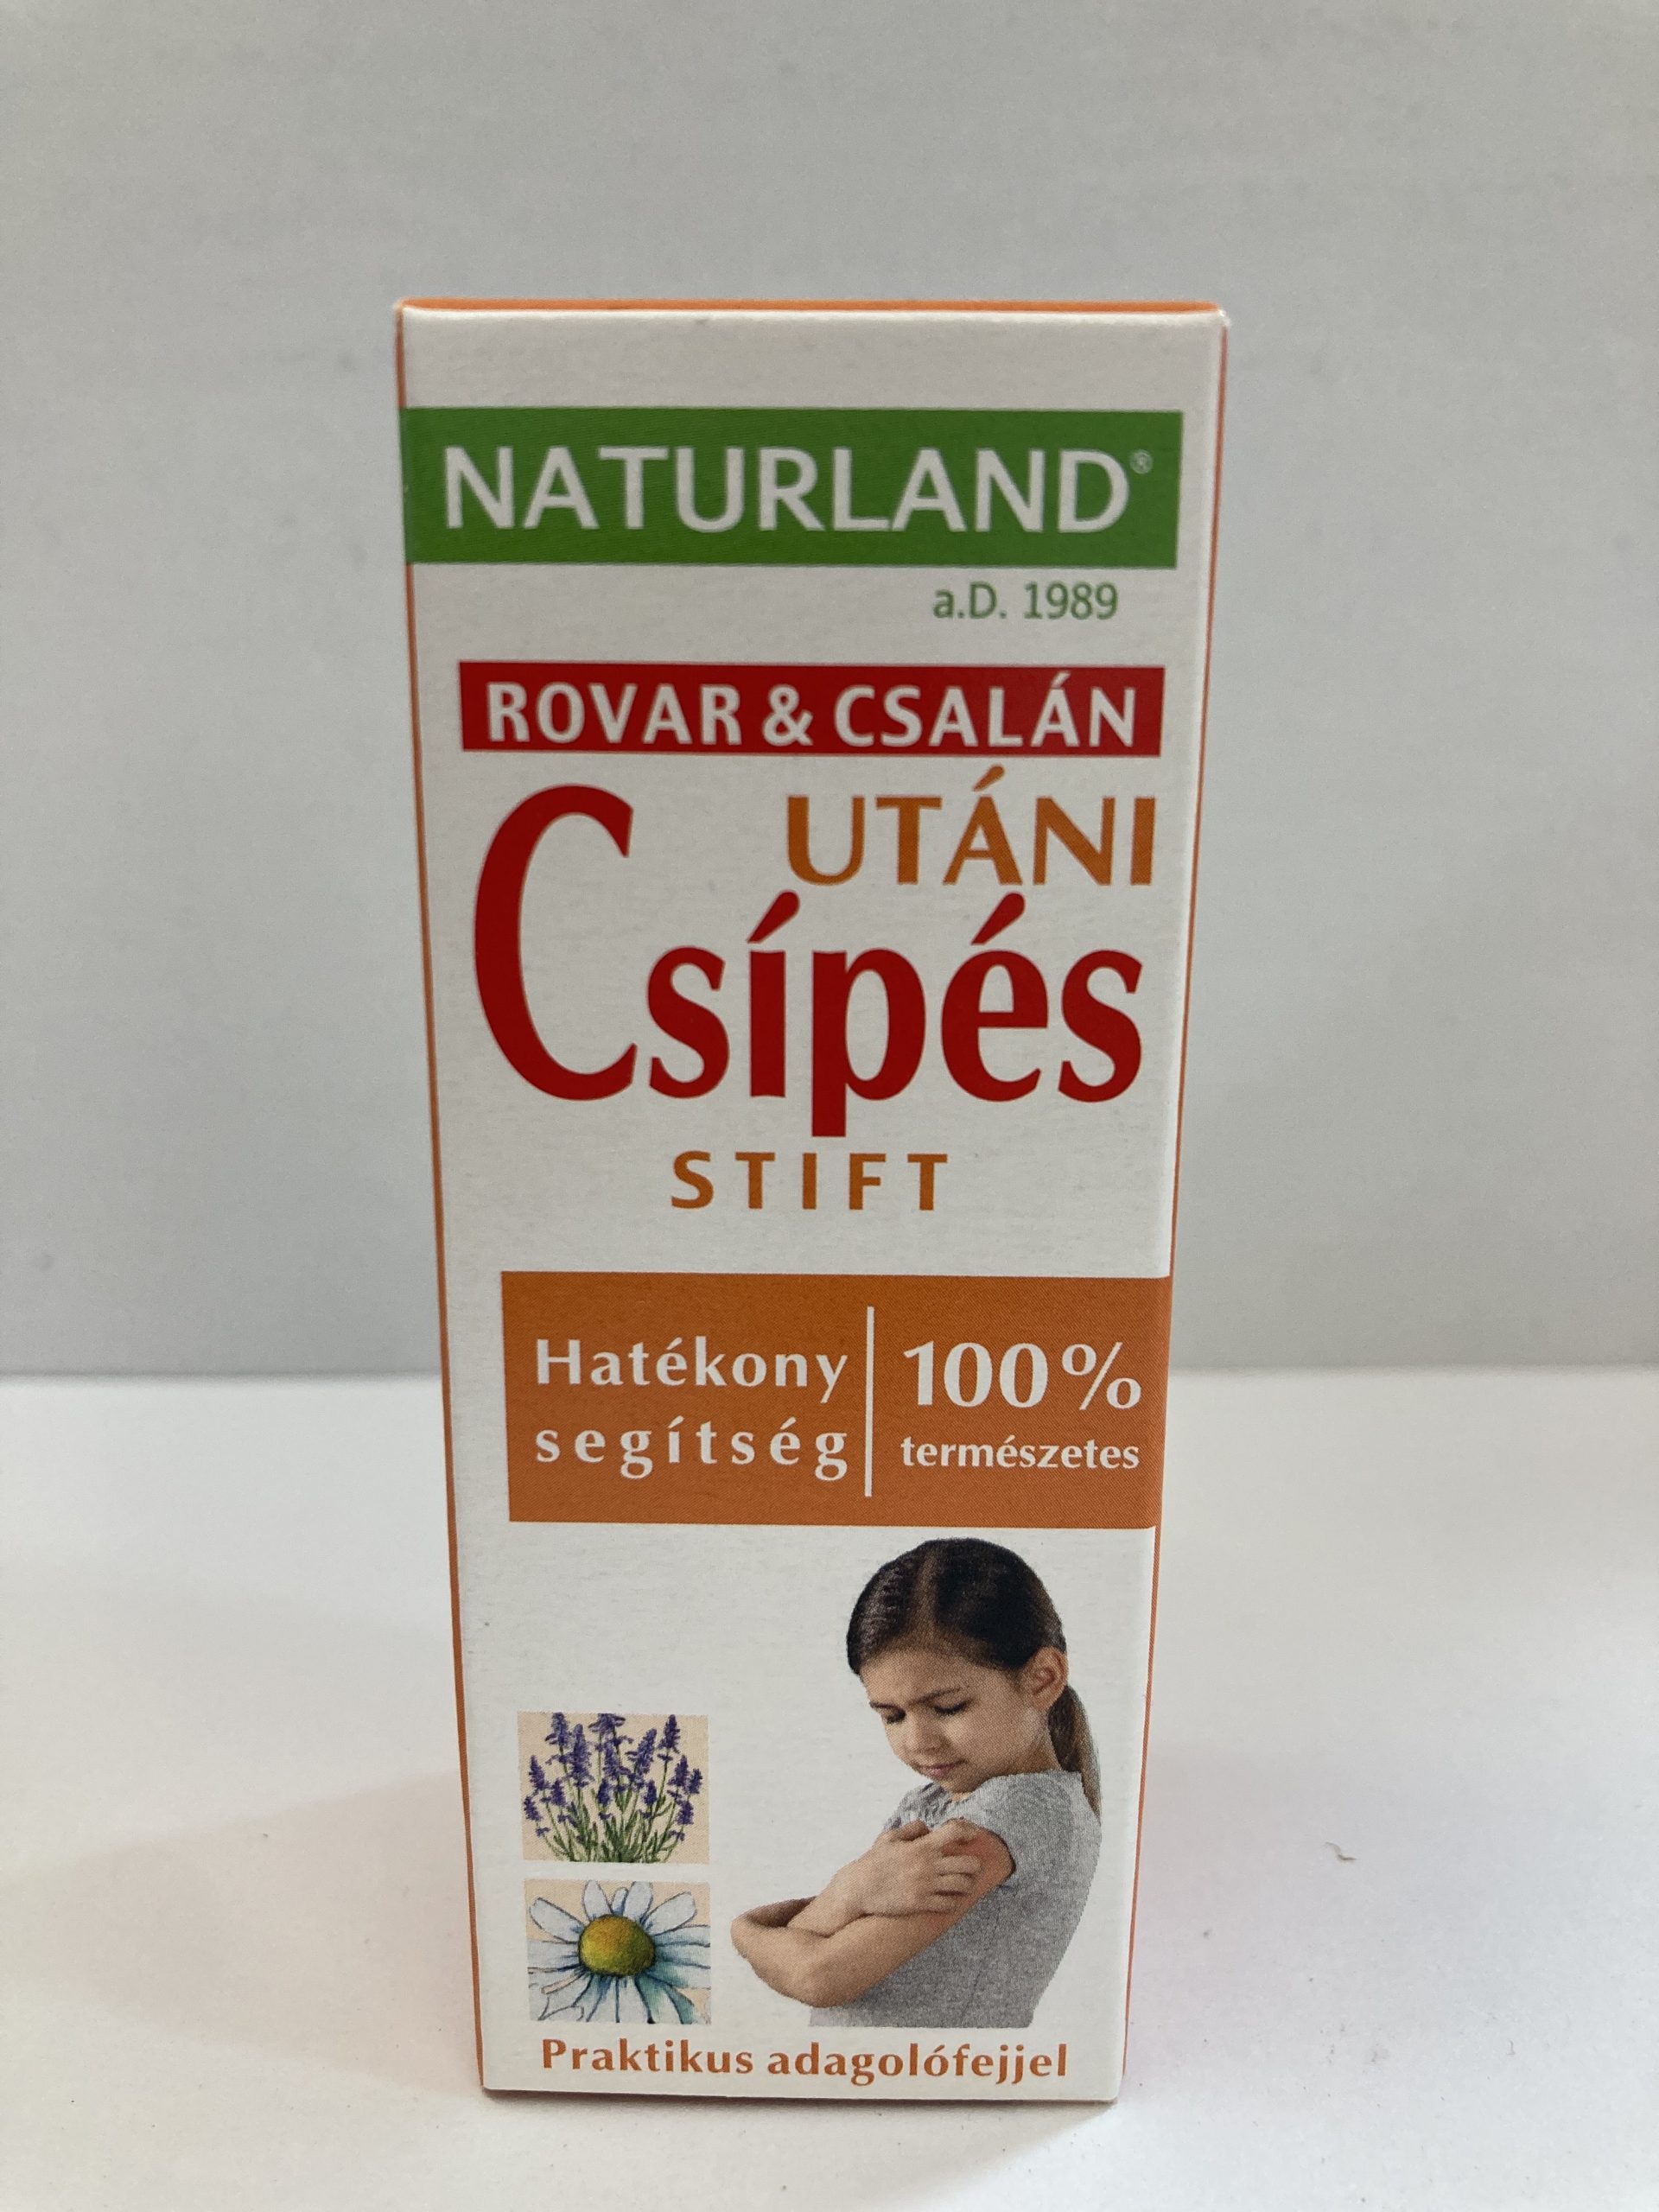 NATURLAND®
a.D. 1989
ROVAR & CSALÁN
UTÁNI
Csípés
STIFT
Hatékony
segítség
100%
természetes
Praktikus adagolófejjel